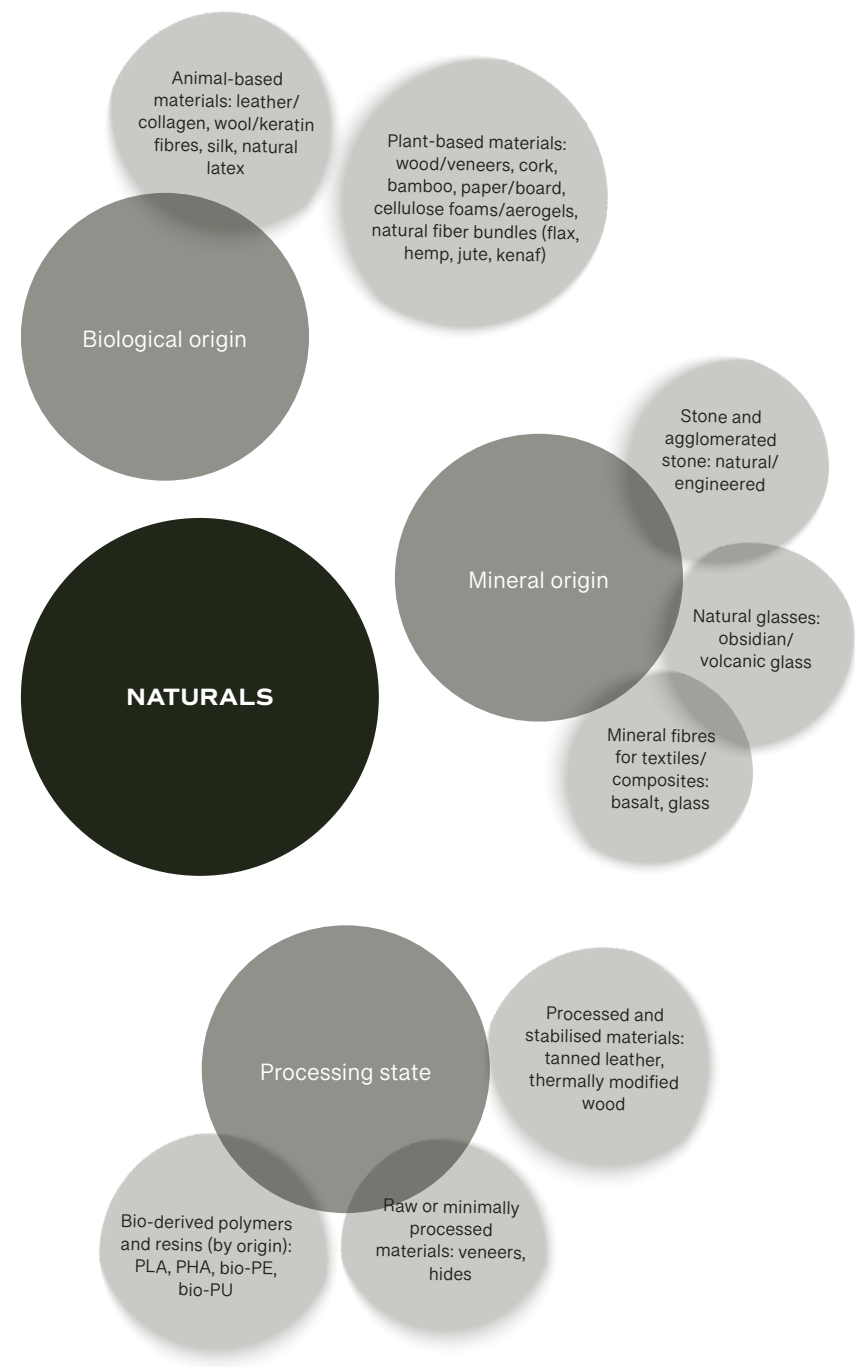 Animal-based
materials: leather/
collagen, wool/keratin
fibres, silk, natural
latex
Plant-based materials:
wood/veneers, cork,
bamboo, paper/board,
cellulose foams/aerogels,
natural fiber bundles (flax,
hemp, jute, kenaf)
Biological origin
Stone and
agglomerated
stone: natural/
engineered
Mineral origin
Natural glasses:
obsidian/
volcanic glass
NATURALS
Mineral fibres
for textiles/
composites:
basalt, glass
Processed and
stabilised materials:
tanned leather,
thermally modified
wood
Processing state
Bio-derived polymers
and resins (by origin):
PLA, PHA, bio-PE,
bio-PU
Raw or minimally
processed
materials: veneers,
hides